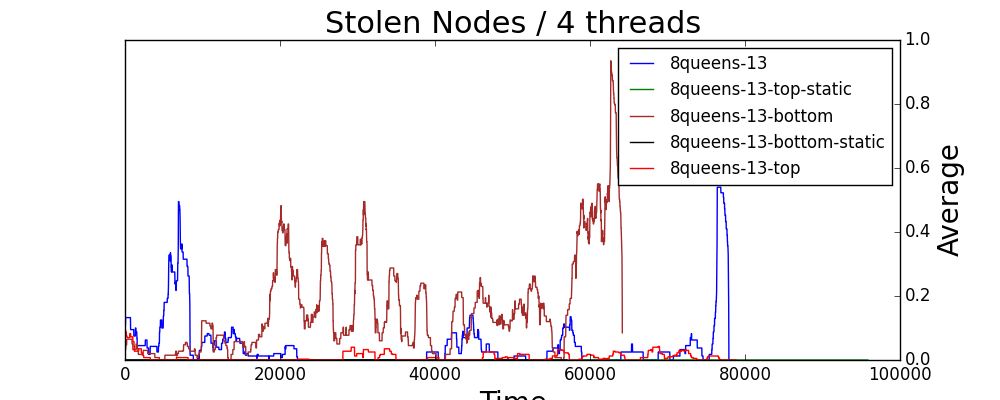 Stolen Nodes / 4 threads
1.0
8queens-13
8queens-13-top-static
8queens-13-bottom
8queens-13-bottom-static
8queens-13-top
0.8
0.6
0.4
0.2
0.0
Average
0
20000
40000
60000
80000
100000
Time